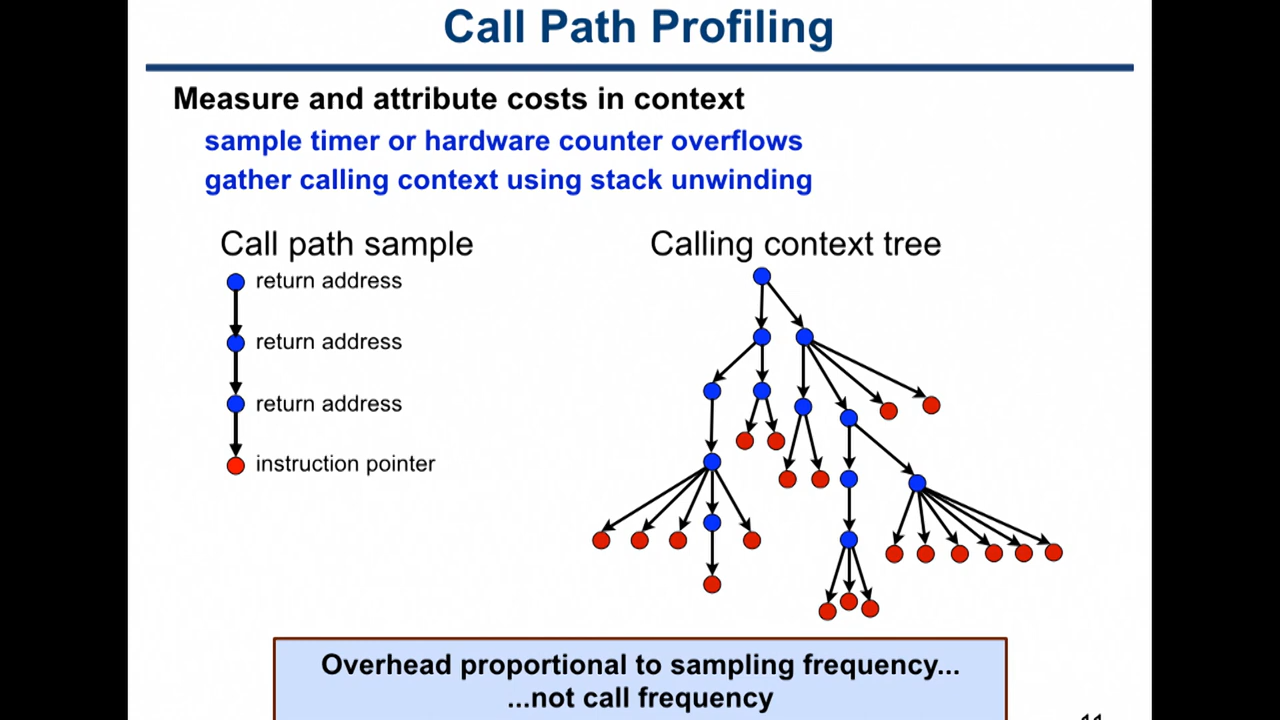 Call Path Profiling
Measure and attribute costs in context
sample timer or hardware counter overflows
gather calling context using stack unwinding
Call path sample
return address
return address
return address
instruction pointer
Calling context tree
Overhead proportional to sampling frequency...
...not call frequency
11